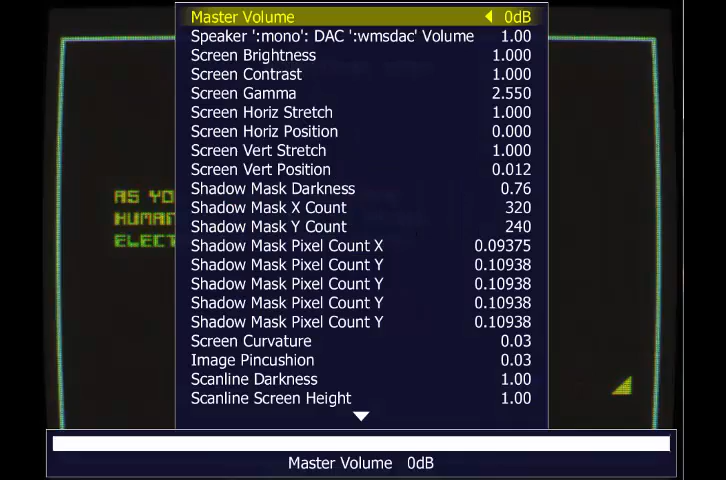 Master Volume 0dB
Speaker ':mono': DAC ':wmsdac' Volume 1.00
Screen Brightness 1.000
Screen Contrast 1.000
Screen Gamma 2.550
Screen Horiz Stretch 1.000
Screen Horiz Position 0.000
Screen Vert Stretch 1.000
Screen Vert Position 0.012
Shadow Mask Darkness 0.76
Shadow Mask X Count 320
Shadow Mask Y Count 240
Shadow Mask Pixel Count X 0.09375
Shadow Mask Pixel Count Y 0.10938
Shadow Mask Pixel Count Y 0.10938
Shadow Mask Pixel Count Y 0.10938
Shadow Mask Pixel Count Y 0.10938
Screen Curvature 0.03
Image Pincushion 0.03
Scanline Darkness 1.00
Scanline Screen Height 1.00
AS YO
HUMAN
ELECT
Master Volume 0dB